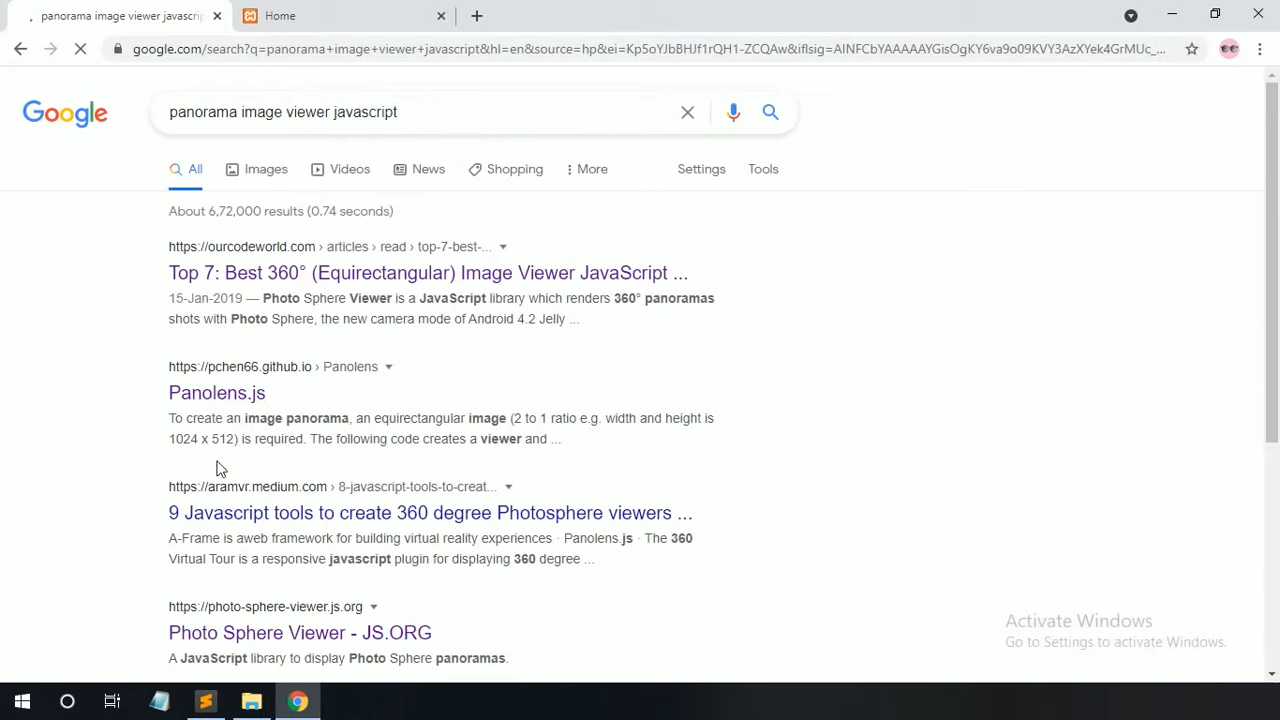 panorama image viewer javascri
Home
google.com/search?q=panorama+image+viewer+javascript&hl=en&source=hp&ei=Kp5oYJbBHJf1rQH1-ZCQAw&iflsig=AINFCbYAAAAAYGisOgKY6va9o09KVY3AzXYek4GrMUc_...
Google
panorama image viewer javascript
All
Images
Videos
News
Shopping
More
Settings
Tools
About 6,72,000 results (0.74 seconds)
https://ourcodeworld.com › articles › read › top-7-best-...
Top 7: Best 360° (Equirectangular) Image Viewer JavaScript ...
15-Jan-2019 — Photo Sphere Viewer is a JavaScript library which renders 360° panoramas
shots with Photo Sphere, the new camera mode of Android 4.2 Jelly ...
https://pchen66.github.io › Panolens
Panolens.js
To create an image panorama, an equirectangular image (2 to 1 ratio e.g. width and height is
1024 x 512) is required. The following code creates a viewer and ...
https://aramvr.medium.com › 8-javascript-tools-to-creat...
9 Javascript tools to create 360 degree Photosphere viewers ...
A-Frame is aweb framework for building virtual reality experiences · Panolens.js · The 360
Virtual Tour is a responsive javascript plugin for displaying 360 degree ...
https://photo-sphere-viewer.js.org
Photo Sphere Viewer - JS.ORG
A JavaScript library to display Photo Sphere panoramas.
Activate Windows
Go to Settings to activate Windows.